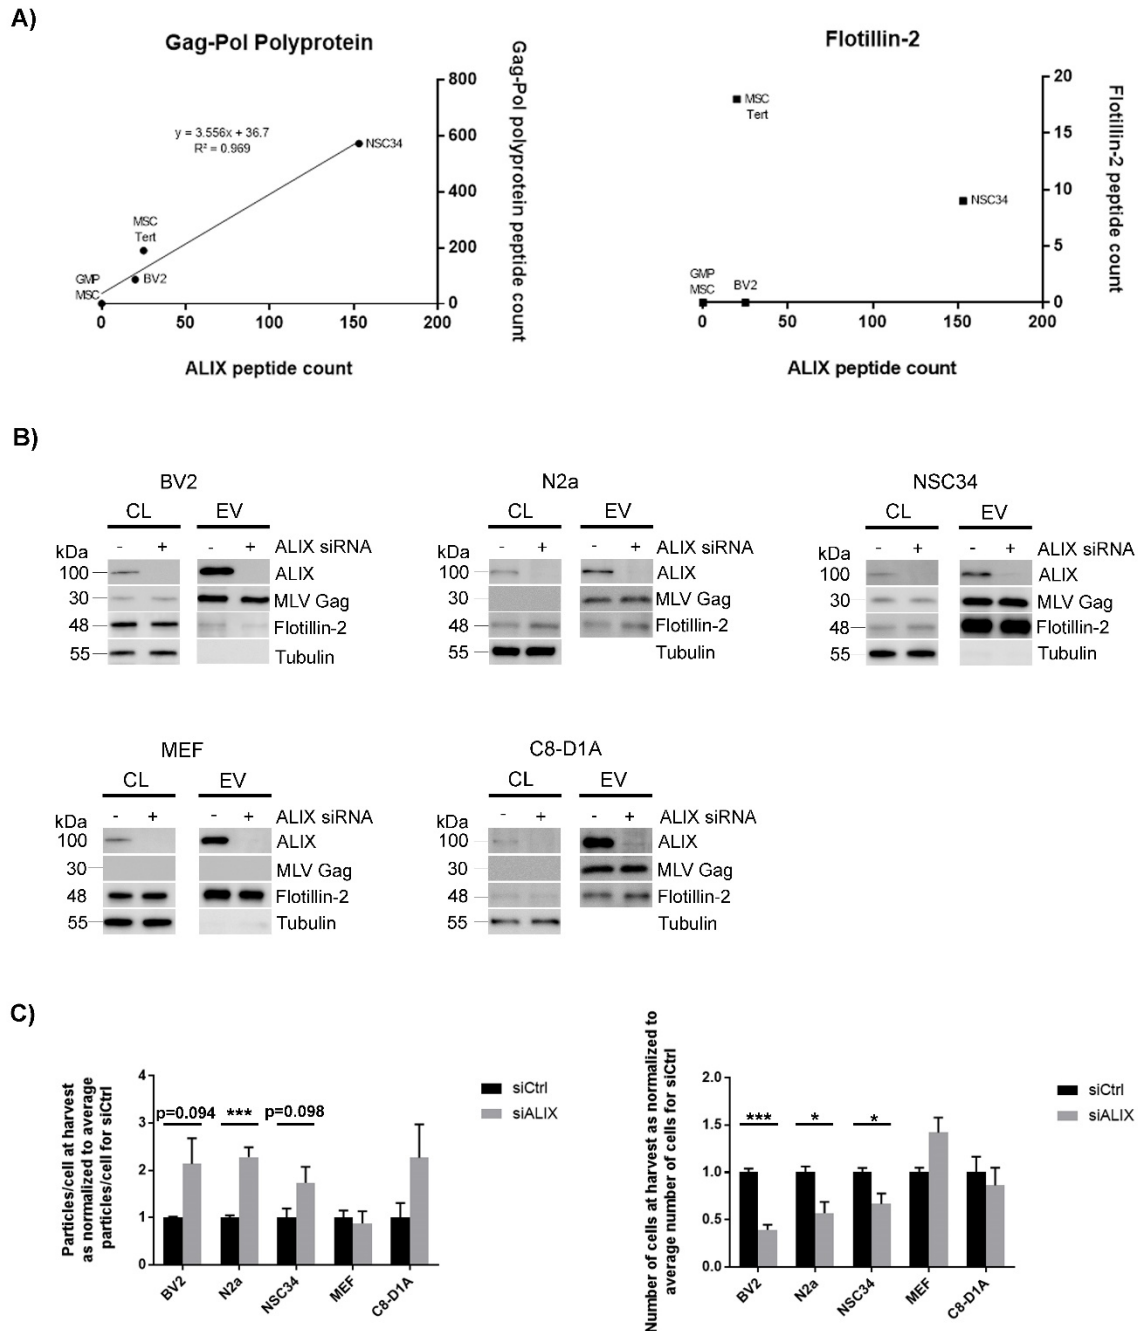 A)
Gag-Pol Polyprotein
y = 3.556x + 36.7
R² = 0.969
NSC34
MSC
Tert
BV2
GMP
MSC
800
600
400
200
0
0 50 100 150 200
ALIX peptide count
Gag-Pol polyprotein peptide count
Flotillin-2
MSC
Tert
NSC34
GMP
MSC
BV2
20
15
10
5
0
0 50 100 150 200
ALIX peptide count
Flotillin-2 peptide count
B)
BV2
CL EV
kDa - + - + ALIX siRNA
100 ALIX
30 MLV Gag
48 Flotillin-2
55 Tubulin
N2a
CL EV
kDa - + - + ALIX siRNA
100 ALIX
30 MLV Gag
48 Flotillin-2
55 Tubulin
NSC34
CL EV
kDa - + - + ALIX siRNA
100 ALIX
30 MLV Gag
48 Flotillin-2
55 Tubulin
MEF
CL EV
kDa - + - + ALIX siRNA
100 ALIX
30 MLV Gag
48 Flotillin-2
55 Tubulin
C8-D1A
CL EV
kDa - + - + ALIX siRNA
100 ALIX
30 MLV Gag
48 Flotillin-2
55 Tubulin
C)
Particles/cell at harvest
as normalized to average
particles/cell for siCtrl
4
3
2
1
0
p=0.094 *** p=0.098
BV2 N2a NSC34 MEF C8-D1A
siCtrl
siALIX
Number of cells at harvest as normalized to
average number of cells for siCtrl
2.0
1.5
1.0
0.5
0.0
*** * *
BV2 N2a NSC34 MEF C8-D1A
siCtrl
siALIX